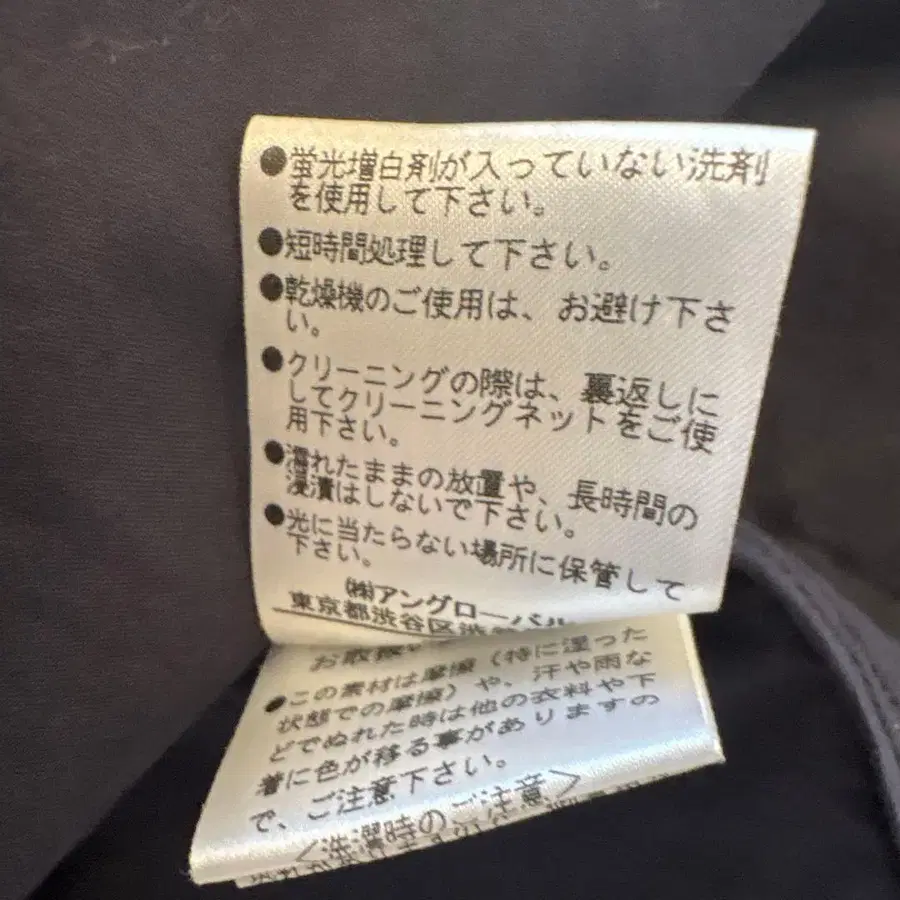 ●蛍光増白剤が入っていない洗剤
を使用して下さい。
●短時間処理して下さい。
●乾燥機のご使用は、お避け下さ
い。
●クリーニングの際は、裏返しに
してクリーニングネットをご使
用下さい。
●濡れたままの放置や、長時間の
浸漬はしないで下さい。
●光に当たらない場所に保管して
下さい。
㈱アングローバル
東京都渋谷区渋谷
お取扱い
●この素材は摩擦（特に湿った
状態での摩擦）や、汗や雨な
どでぬれた時は他の衣料や下
着に色が移る事がありますの
で、ご注意下さい。
〈洗濯時のご注意〉